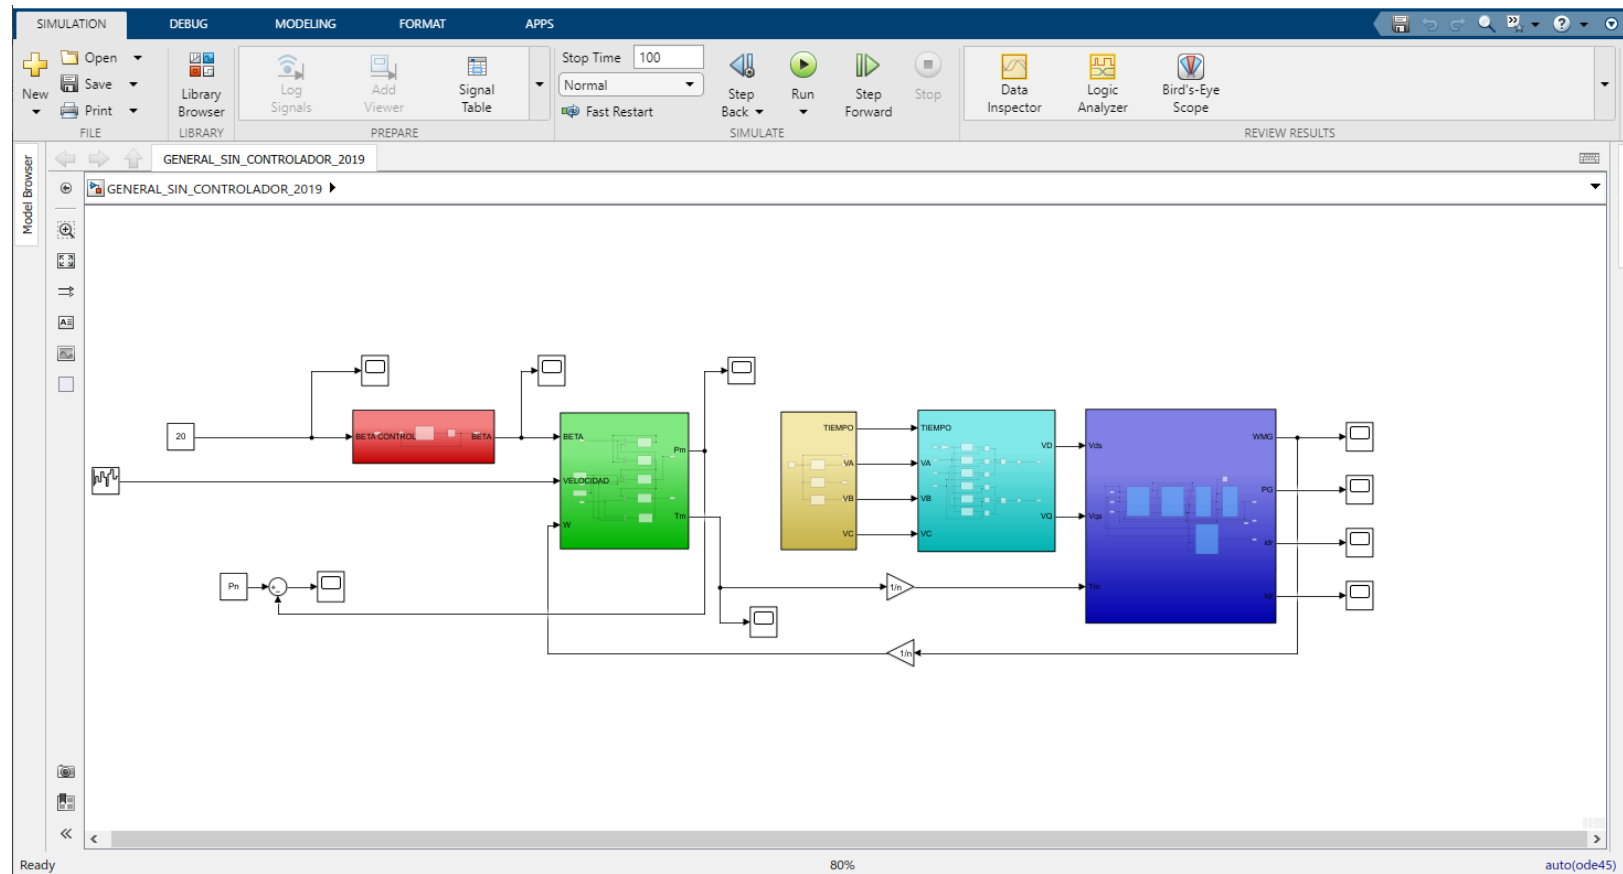 SIMULATION DEBUG MODELING FORMAT APPS
New
Open
Save
Print
FILE
Library Browser
LIBRARY
Log Signals
Add Viewer
Signal Table
PREPARE
Stop Time 100
Normal
Fast Restart
Step Back
Run
Step Forward
Stop
SIMULATE
Data Inspector
Logic Analyzer
Bird's-Eye Scope
REVIEW RESULTS
Model Browser
GENERAL_SIN_CONTROLADOR_2019
GENERAL_SIN_CONTROLADOR_2019
20
BETA CONTROL
BETA
BETA
VELOCIDAD
W
Pm
Tm
TIEMPO
VA
VB
VC
TIEMPO
VA
VB
VC
VD
VQ
Vds
Vqs
Tm
WMG
PG
Pn
1/n
1/n
Ready
80%
auto(ode45)